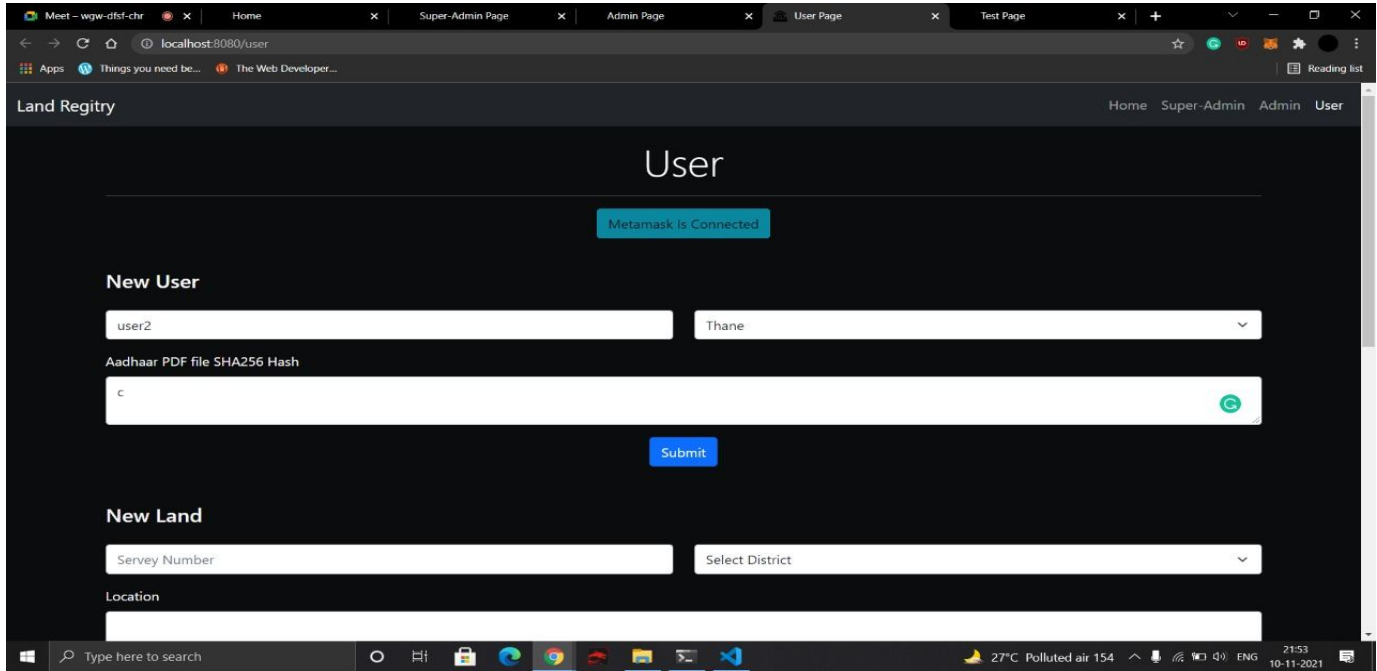 Meet – wgw-dfsf-chr Home Super-Admin Page Admin Page User Page Test Page
localhost:8080/user
Apps Things you need be... The Web Developer... Reading list
Land Regitry Home Super-Admin Admin User
User
Metamask Is Connected
New User
user2 Thane
Aadhaar PDF file SHA256 Hash
c
Submit
New Land
Servey Number Select District
Location
Type here to search 27°C Polluted air 154 ENG 21:53
10-11-2021